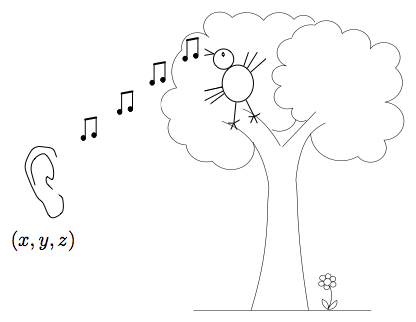 (x, y, z)